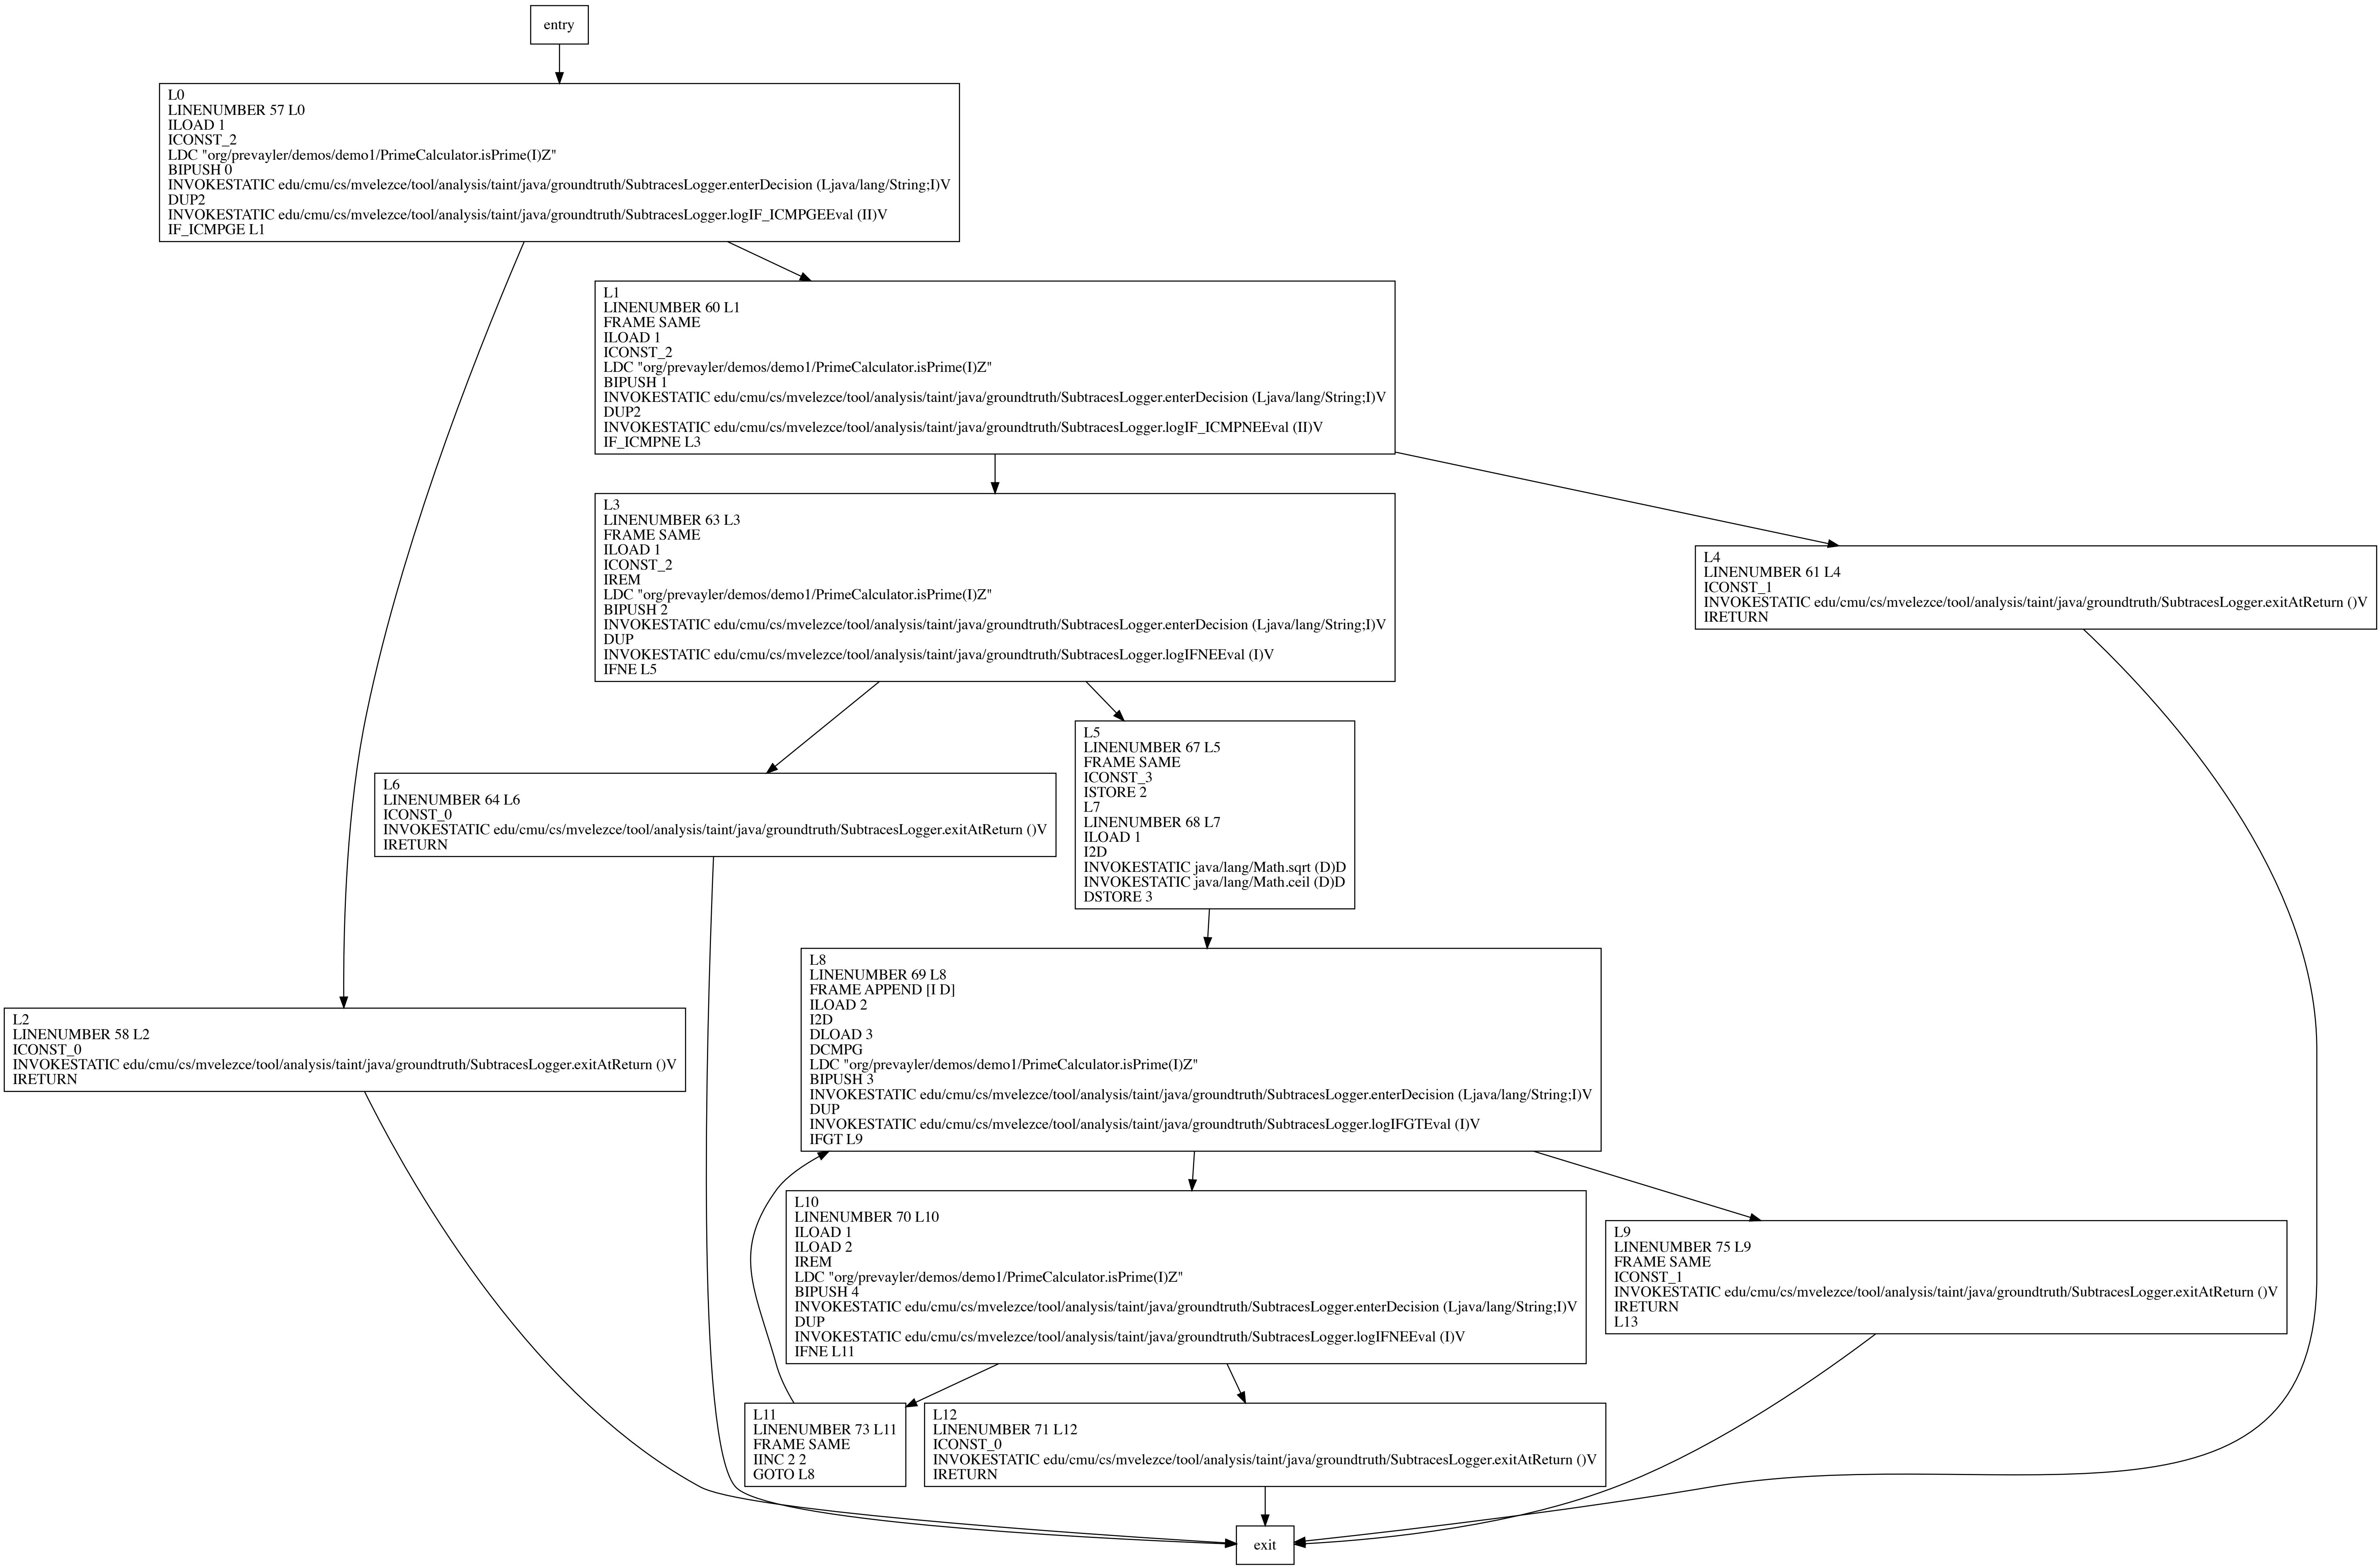 entry
L0
LINENUMBER 57 L0
ILOAD 1
ICONST_2
LDC "org/prevayler/demos/demo1/PrimeCalculator.isPrime(I)Z"
BIPUSH 0
INVOKESTATIC edu/cmu/cs/mvelezce/tool/analysis/taint/java/groundtruth/SubtracesLogger.enterDecision (Ljava/lang/String;I)V
DUP2
INVOKESTATIC edu/cmu/cs/mvelezce/tool/analysis/taint/java/groundtruth/SubtracesLogger.logIF_ICMPGEEval (II)V
IF_ICMPGE L1
L1
LINENUMBER 60 L1
FRAME SAME
ILOAD 1
ICONST_2
LDC "org/prevayler/demos/demo1/PrimeCalculator.isPrime(I)Z"
BIPUSH 1
INVOKESTATIC edu/cmu/cs/mvelezce/tool/analysis/taint/java/groundtruth/SubtracesLogger.enterDecision (Ljava/lang/String;I)V
DUP2
INVOKESTATIC edu/cmu/cs/mvelezce/tool/analysis/taint/java/groundtruth/SubtracesLogger.logIF_ICMPNEEval (II)V
IF_ICMPNE L3
L3
LINENUMBER 63 L3
FRAME SAME
ILOAD 1
ICONST_2
IREM
LDC "org/prevayler/demos/demo1/PrimeCalculator.isPrime(I)Z"
BIPUSH 2
INVOKESTATIC edu/cmu/cs/mvelezce/tool/analysis/taint/java/groundtruth/SubtracesLogger.enterDecision (Ljava/lang/String;I)V
DUP
INVOKESTATIC edu/cmu/cs/mvelezce/tool/analysis/taint/java/groundtruth/SubtracesLogger.logIFNEEval (I)V
IFNE L5
L4
LINENUMBER 61 L4
ICONST_1
INVOKESTATIC edu/cmu/cs/mvelezce/tool/analysis/taint/java/groundtruth/SubtracesLogger.exitAtReturn ()V
IRETURN
L5
LINENUMBER 67 L5
FRAME SAME
ICONST_3
ISTORE 2
L7
LINENUMBER 68 L7
ILOAD 1
I2D
INVOKESTATIC java/lang/Math.sqrt (D)D
INVOKESTATIC java/lang/Math.ceil (D)D
DSTORE 3
L6
LINENUMBER 64 L6
ICONST_0
INVOKESTATIC edu/cmu/cs/mvelezce/tool/analysis/taint/java/groundtruth/SubtracesLogger.exitAtReturn ()V
IRETURN
L8
LINENUMBER 69 L8
FRAME APPEND [I D]
ILOAD 2
I2D
DLOAD 3
DCMPG
LDC "org/prevayler/demos/demo1/PrimeCalculator.isPrime(I)Z"
BIPUSH 3
INVOKESTATIC edu/cmu/cs/mvelezce/tool/analysis/taint/java/groundtruth/SubtracesLogger.enterDecision (Ljava/lang/String;I)V
DUP
INVOKESTATIC edu/cmu/cs/mvelezce/tool/analysis/taint/java/groundtruth/SubtracesLogger.logIFGTEval (I)V
IFGT L9
L2
LINENUMBER 58 L2
ICONST_0
INVOKESTATIC edu/cmu/cs/mvelezce/tool/analysis/taint/java/groundtruth/SubtracesLogger.exitAtReturn ()V
IRETURN
L10
LINENUMBER 70 L10
ILOAD 1
ILOAD 2
IREM
LDC "org/prevayler/demos/demo1/PrimeCalculator.isPrime(I)Z"
BIPUSH 4
INVOKESTATIC edu/cmu/cs/mvelezce/tool/analysis/taint/java/groundtruth/SubtracesLogger.enterDecision (Ljava/lang/String;I)V
DUP
INVOKESTATIC edu/cmu/cs/mvelezce/tool/analysis/taint/java/groundtruth/SubtracesLogger.logIFNEEval (I)V
IFNE L11
L9
LINENUMBER 75 L9
FRAME SAME
ICONST_1
INVOKESTATIC edu/cmu/cs/mvelezce/tool/analysis/taint/java/groundtruth/SubtracesLogger.exitAtReturn ()V
IRETURN
L13
L11
LINENUMBER 73 L11
FRAME SAME
IINC 2 2
GOTO L8
L12
LINENUMBER 71 L12
ICONST_0
INVOKESTATIC edu/cmu/cs/mvelezce/tool/analysis/taint/java/groundtruth/SubtracesLogger.exitAtReturn ()V
IRETURN
exit